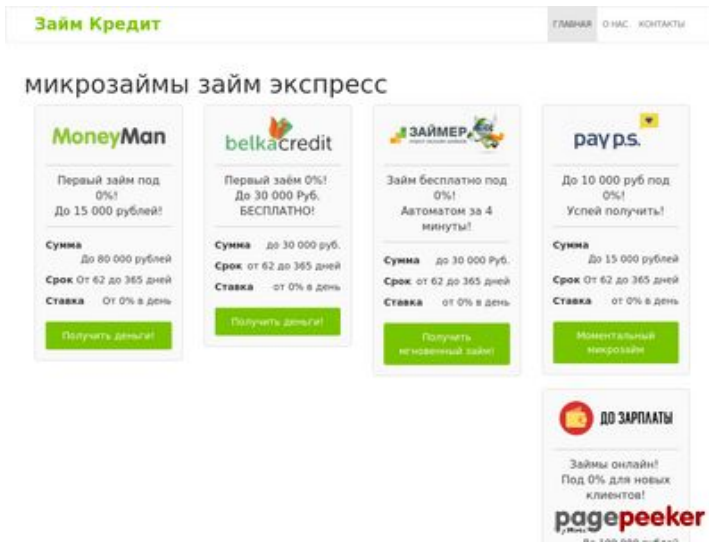 Займ Кредит
ГЛАВНАЯ О НАС КОНТАКТЫ
микрозаймы займ экспресс
MoneyMan
Первый займ под
0%!
До 15 000 рублей!
Сумма
До 80 000 рублей
Срок От 62 до 365 дней
Ставка От 0% в день
Получить деньги!
belkacredit
Первый заём 0%!
До 30 000 Руб.
БЕСПЛАТНО!
Сумма до 30 000 руб.
Срок от 62 до 365 дней
Ставка от 0% в день
Получить деньги!
ЗАЙМЕР
Займ бесплатно под
0%!
Автоматом за 4
минуты!
Сумма до 30 000 Руб.
Срок от 62 до 365 дней
Ставка от 0% в день
Получить
мгновенный займ!
pay p.s.
До 10 000 руб под
0%!
Успей получить!
Сумма
До 15 000 рублей
Срок От 62 до 365 дней
Ставка От 0% в день
Моментальный
микрозайм
ДО ЗАРПЛАТЫ
Займы онлайн!
Под 0% для новых
клиентов!
pagepeeker
До 100 000 рублей